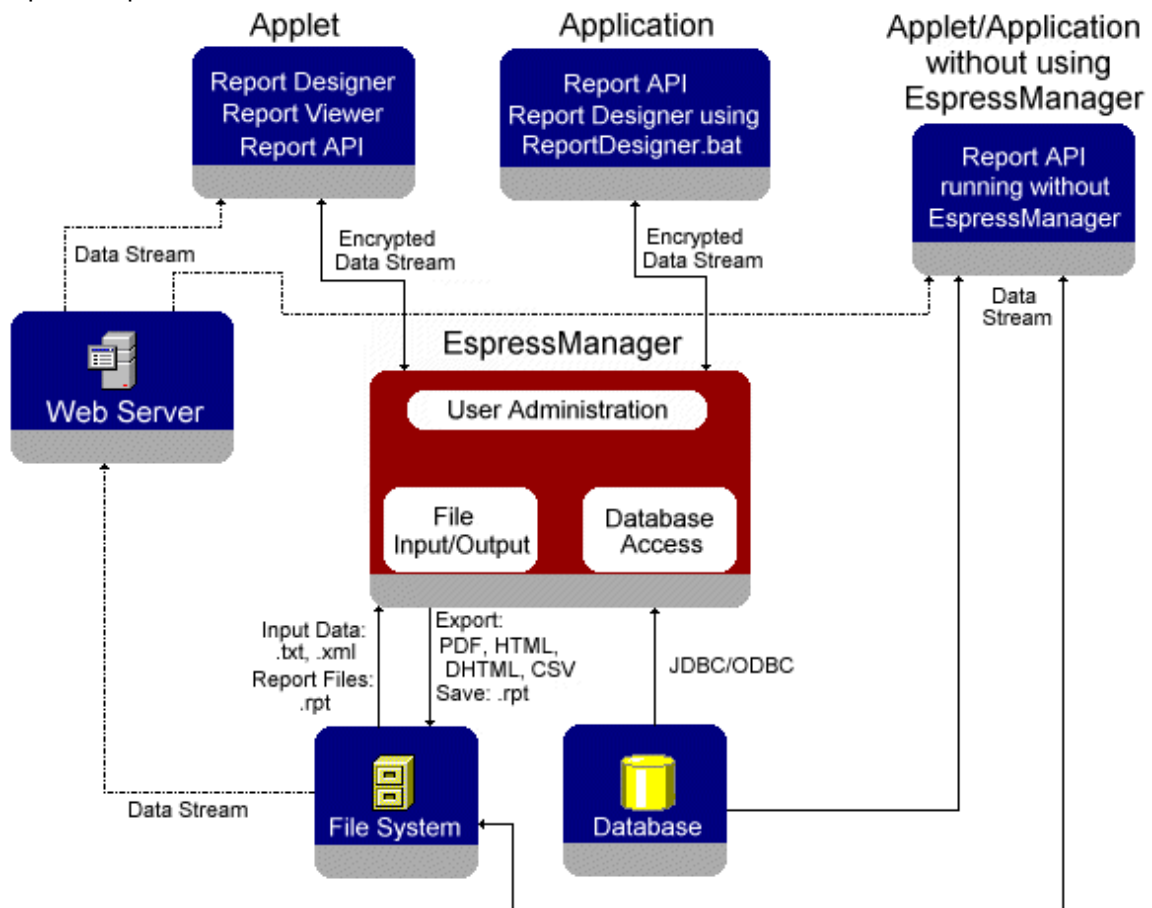 Applet
Application
Applet/Application
without using
EspressManager
Report Designer
Report Viewer
Report API
Report API
Report Designer using
ReportDesigner.bat
Report API
running without
EspressManager
Data Stream
Encrypted
Data Stream
Encrypted
Data Stream
Data
Stream
Web Server
EspressManager
User Administration
File
Input/Output
Database
Access
Input Data:
.txt, .xml
Report Files:
.rpt
Export:
PDF, HTML,
DHTML, CSV
Save: .rpt
JDBC/ODBC
Data Stream
File System
Database